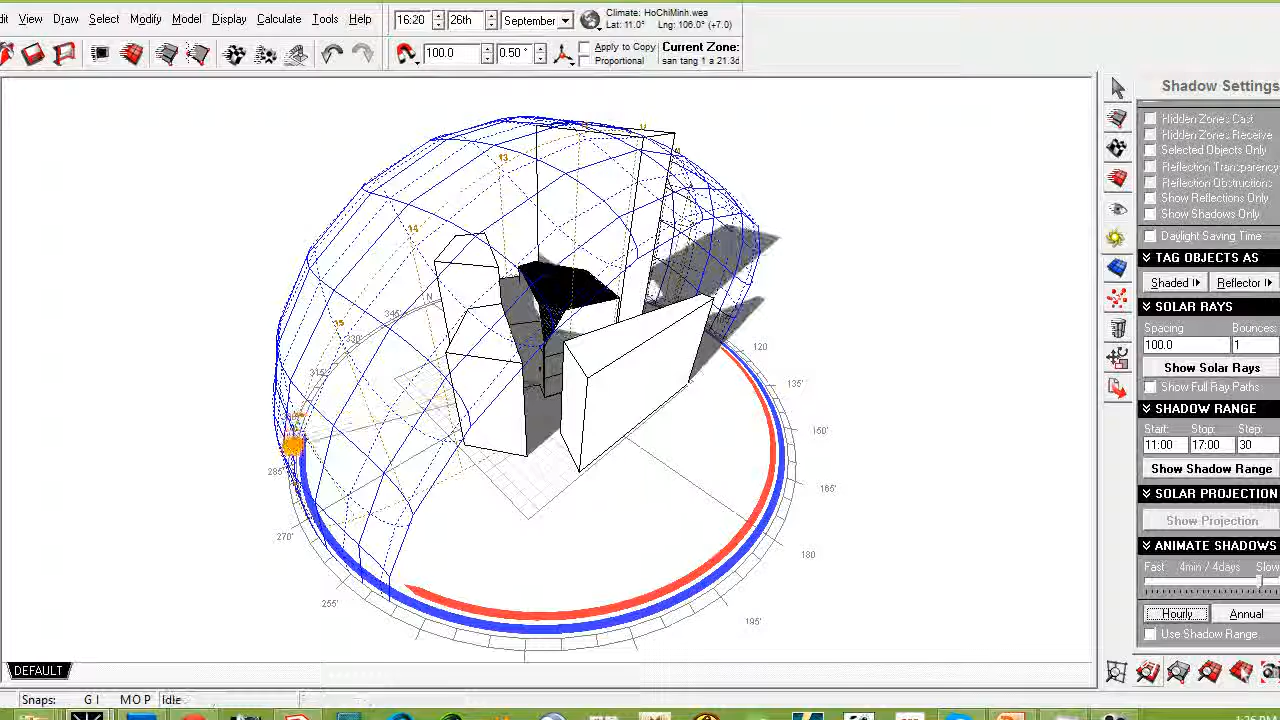 View Draw Select Modify Model Display Calculate Tools Help
16:20 26th September
Climate: HoChiMinh.wea
Lat: 11.0° Lng: 106.0° (+7.0)
100.0 0.50 °
Apply to Copy
Proportional
Current Zone:
san tang 1 a 21.3d
13
14
15
330°
315°
285°
270°
255°
120
135°
150°
165°
180
195°
DEFAULT
Snaps: G I M O P Idle
Shadow Settings
Hidden Zones Cast
Hidden Zones Receive
Selected Objects Only
Reflection Transparency
Reflection Obstructions
Show Reflections Only
Show Shadows Only
Daylight Saving Time
TAG OBJECTS AS
Shaded Reflector
SOLAR RAYS
Spacing Bounces:
100.0 1
Show Solar Rays
Show Full Ray Paths
SHADOW RANGE
Start: Stop: Step:
11:00 17:00 30
Show Shadow Range
SOLAR PROJECTION
Show Projection
ANIMATE SHADOWS
Fast 4min / 4days Slow
Hourly Annual
Use Shadow Range